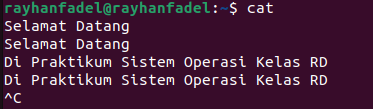 rayhanfadel@rayhanfadel:~$ cat
Selamat Datang
Selamat Datang
Di Praktikum Sistem Operasi Kelas RD
Di Praktikum Sistem Operasi Kelas RD
^C